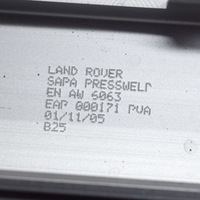 LAND ROVER
SAPA PRESSWELD
EN AW 6063
EAP 000171 PVA
01/11/05
B25